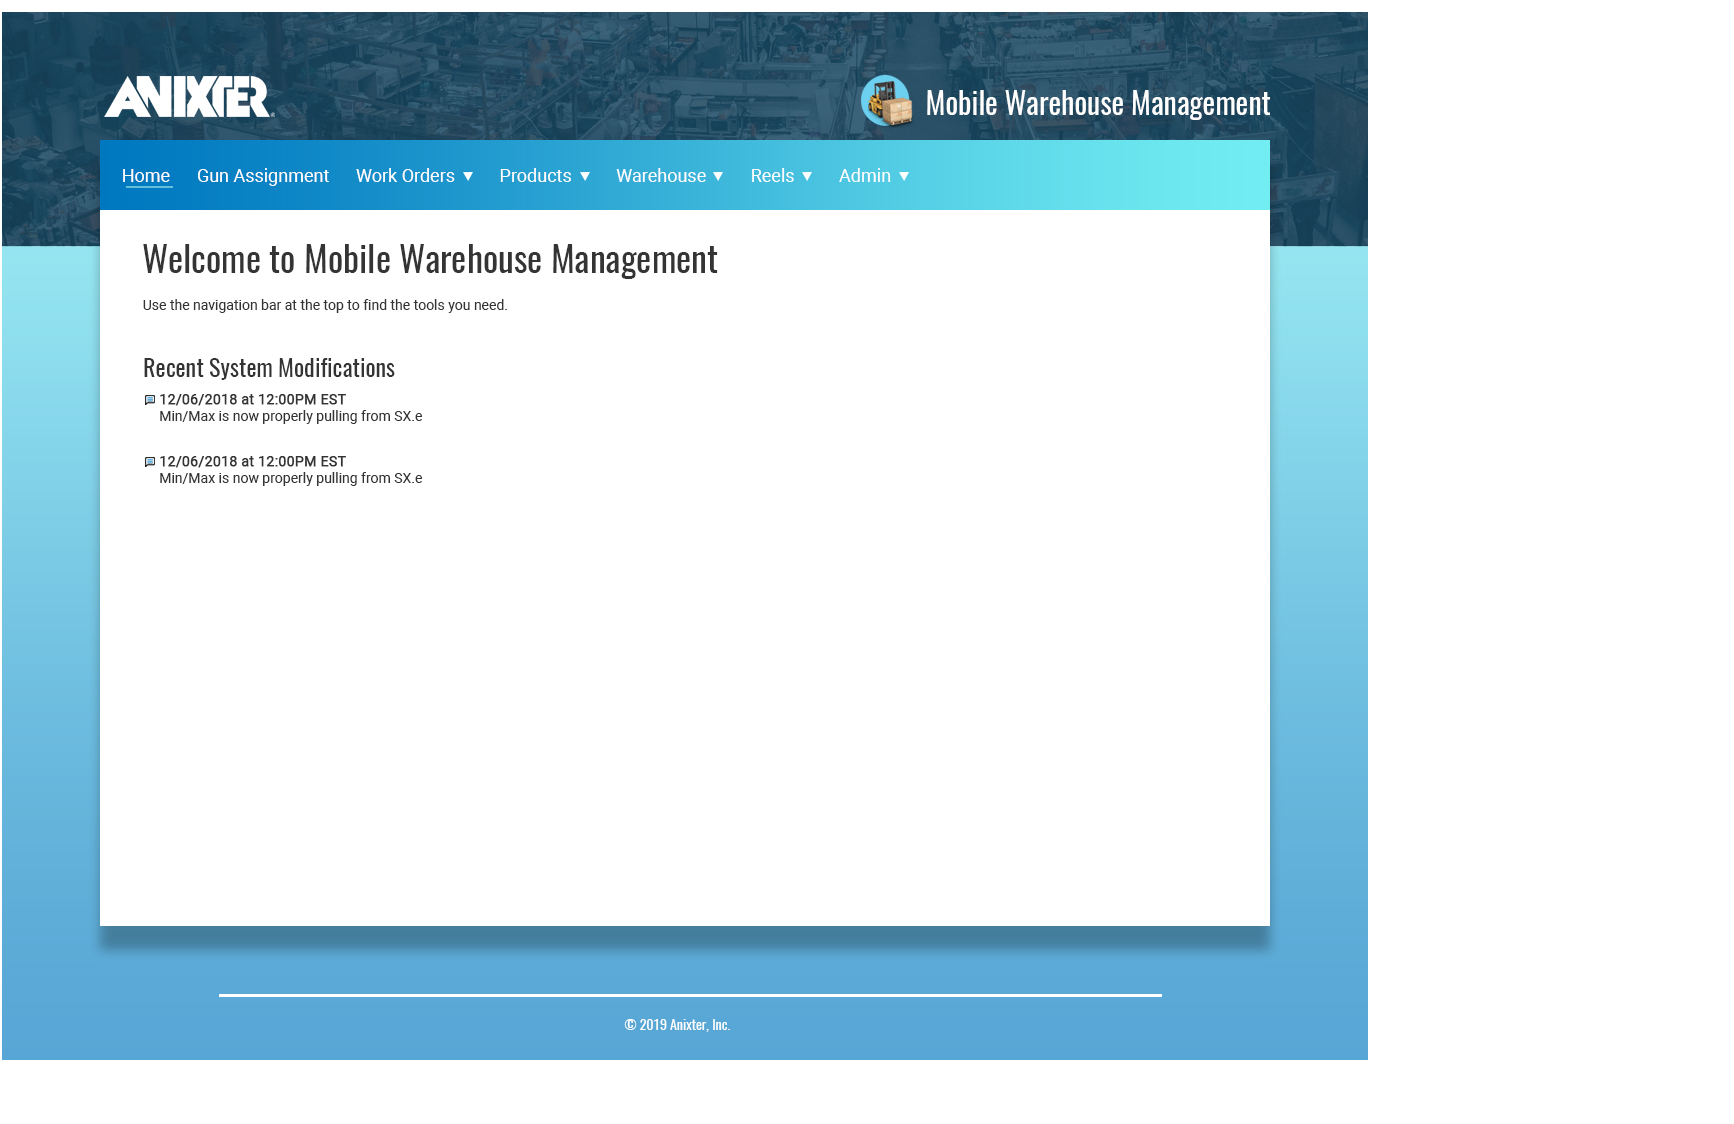 ANIXTER
Mobile Warehouse Management
Home Gun Assignment Work Orders Products Warehouse Reels Admin
Welcome to Mobile Warehouse Management
Use the navigation bar at the top to find the tools you need.
Recent System Modifications
12/06/2018 at 12:00PM EST
Min/Max is now properly pulling from SX.e
12/06/2018 at 12:00PM EST
Min/Max is now properly pulling from SX.e
© 2019 Anixter, Inc.